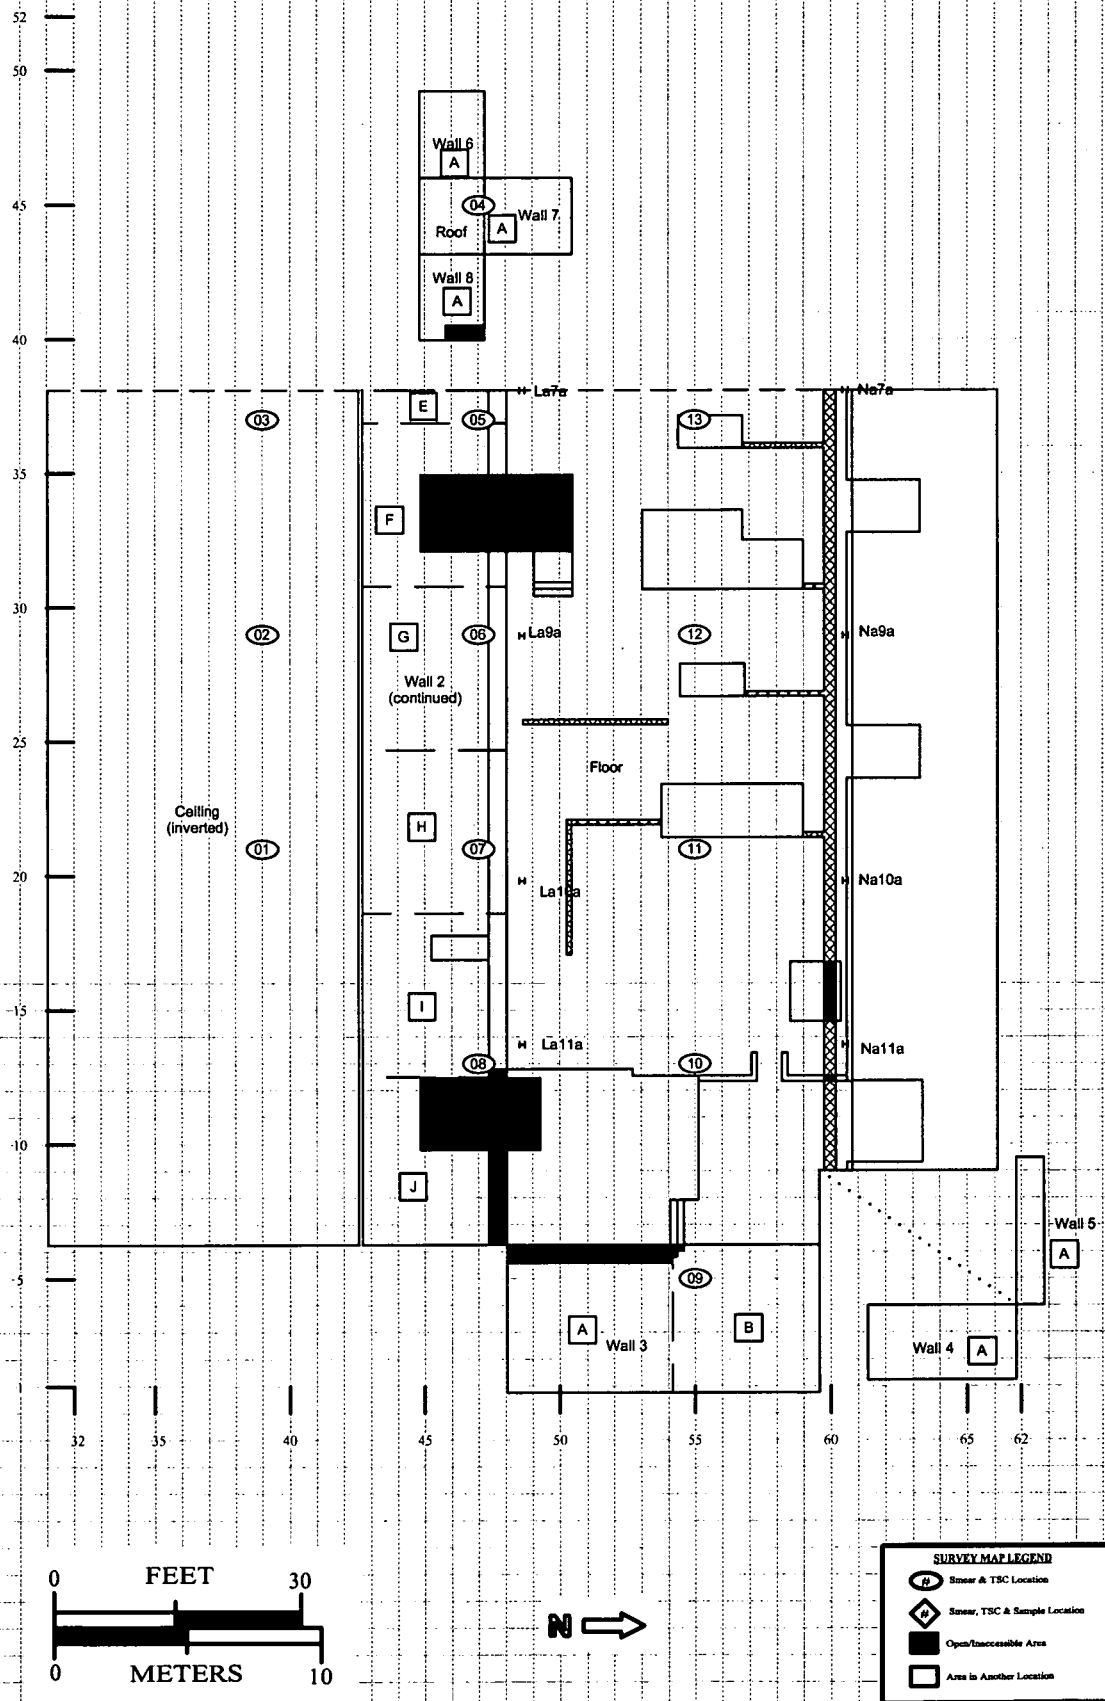 52
50
Wall 6
A
45
04
Wall 7
A
Roof
Wall 8
A
40
La7a
Na7a
E
03
05
13
35
F
30
02
G
06
La9a
12
Na9a
Wall 2
(continued)
25
Floor
Ceiling
(inverted)
H
01
07
11
20
La10a
Na10a
15
I
La11a
Na11a
08
10
10
J
Wall 5
A
5
09
A
Wall 3
B
Wall 4
A
1
32
35
40
45
50
55
60
65
62
0
FEET
30
0
METERS
10
N
SURVEY MAP LEGEND
# Smear & TSC Location
# Smear, TSC & Sample Location
Open/Inaccessible Area
Area in Another Location